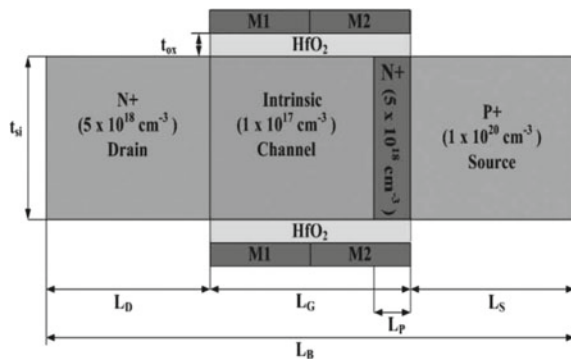 M1 M2
t_ox
HfO₂
N+
(5 x 10¹⁸ cm⁻³)
Drain
Intrinsic
(1 x 10¹⁷ cm⁻³)
Channel
N+
(5 x 10¹⁸ cm⁻³)
P+
(1 x 10²⁰ cm⁻³)
Source
t_si
HfO₂
M1 M2
L_D L_G L_S
L_P
L_B